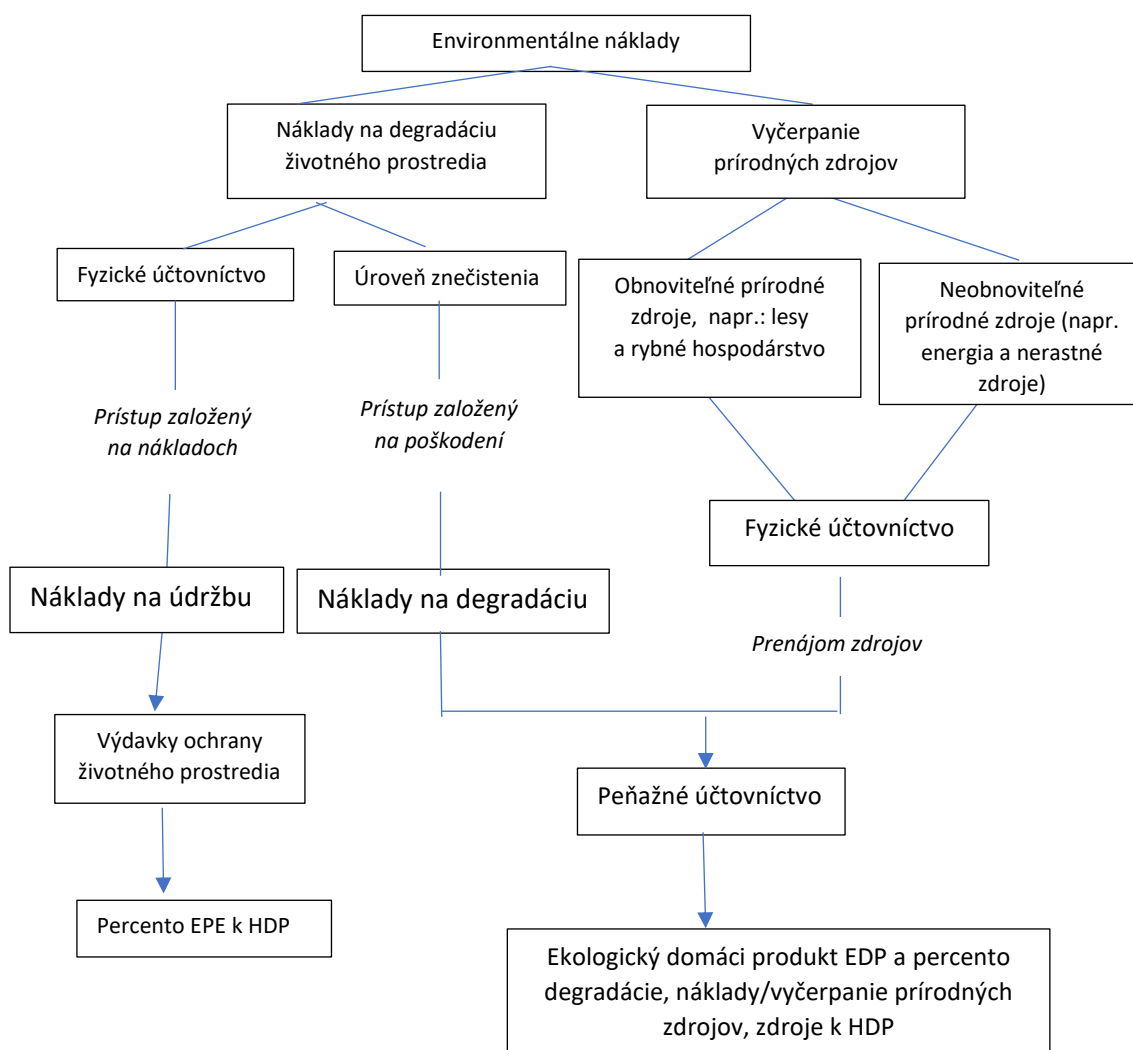 Environmentálne náklady
Náklady na degradáciu
životného prostredia
Vyčerpanie
prírodných zdrojov
Fyzické účtovníctvo
Úroveň znečistenia
Obnoviteľné prírodné
zdroje, napr.: lesy
a rybné hospodárstvo
Neobnoviteľné
prírodné zdroje (napr.
energia a nerastné
zdroje)
Prístup založený
na nákladoch
Prístup založený
na poškodení
Fyzické účtovníctvo
Náklady na údržbu
Náklady na degradáciu
Prenájom zdrojov
Výdavky ochrany
životného prostredia
Peňažné účtovníctvo
Percento EPE k HDP
Ekologický domáci produkt EDP a percento
degradácie, náklady/vyčerpanie prírodných
zdrojov, zdroje k HDP